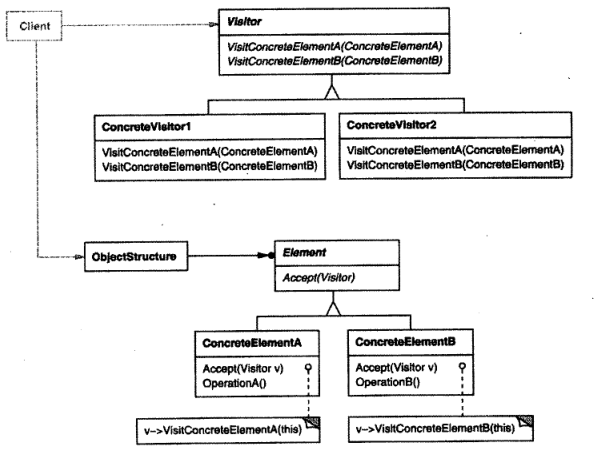 Client
Visitor
VisitConcreteElementA(ConcreteElementA)
VisitConcreteElementB(ConcreteElementB)
ConcreteVisitor1
VisitConcreteElementA(ConcreteElementA)
VisitConcreteElementB(ConcreteElementB)
ConcreteVisitor2
VisitConcreteElementA(ConcreteElementA)
VisitConcreteElementB(ConcreteElementB)
ObjectStructure
Element
Accept(Visitor)
ConcreteElementA
Accept(Visitor v)
OperationA()
ConcreteElementB
Accept(Visitor v)
OperationB()
v->VisitConcreteElementA(this)
v->VisitConcreteElementB(this)